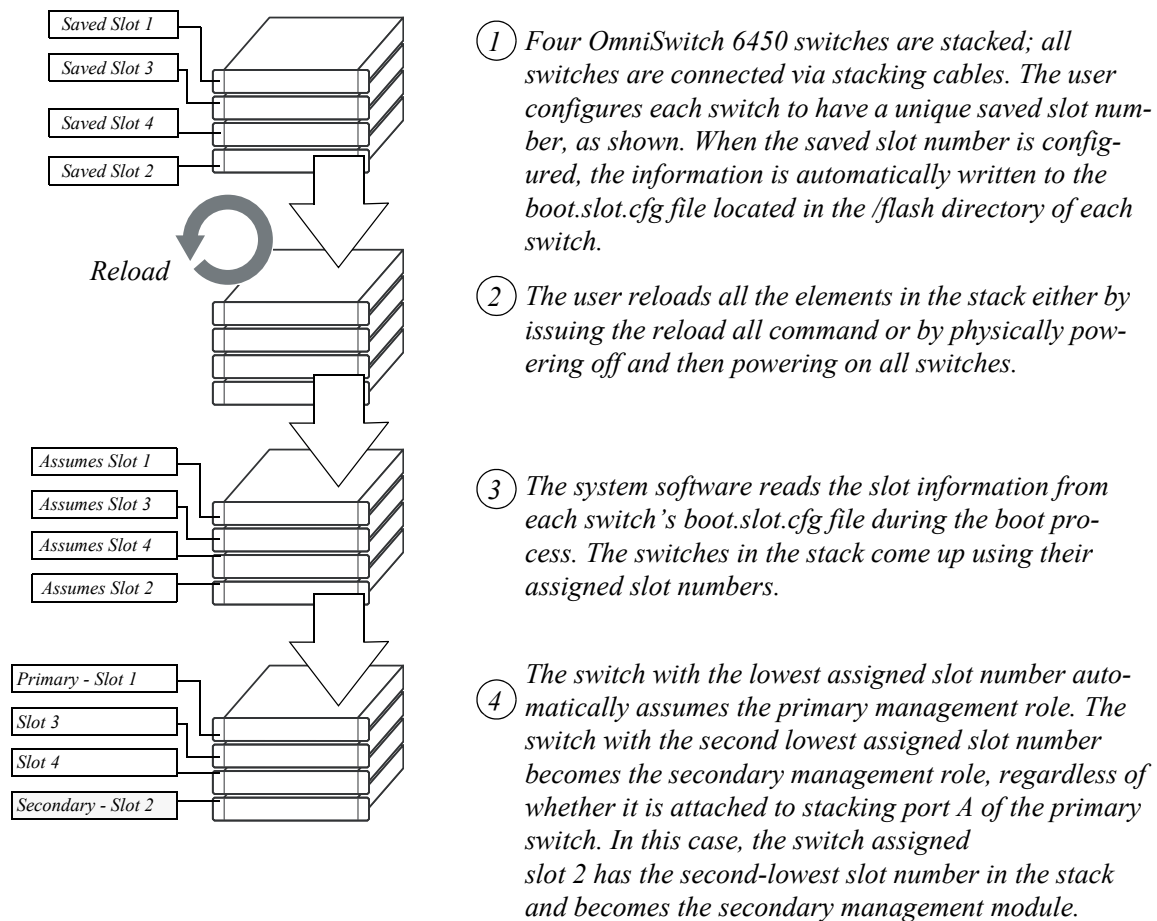 Saved Slot 1
Saved Slot 3
Saved Slot 4
Saved Slot 2
1 Four OmniSwitch 6450 switches are stacked; all
switches are connected via stacking cables. The user
configures each switch to have a unique saved slot num-
ber, as shown. When the saved slot number is config-
ured, the information is automatically written to the
boot.slot.cfg file located in the /flash directory of each
switch.
Reload
2 The user reloads all the elements in the stack either by
issuing the reload all command or by physically pow-
ering off and then powering on all switches.
Assumes Slot 1
Assumes Slot 3
Assumes Slot 4
Assumes Slot 2
3 The system software reads the slot information from
each switch’s boot.slot.cfg file during the boot pro-
cess. The switches in the stack come up using their
assigned slot numbers.
Primary - Slot 1
Slot 3
Slot 4
Secondary - Slot 2
The switch with the lowest assigned slot number auto-
4 matically assumes the primary management role. The
switch with the second lowest assigned slot number
becomes the secondary management role, regardless of
whether it is attached to stacking port A of the primary
switch. In this case, the switch assigned
slot 2 has the second-lowest slot number in the stack
and becomes the secondary management module.